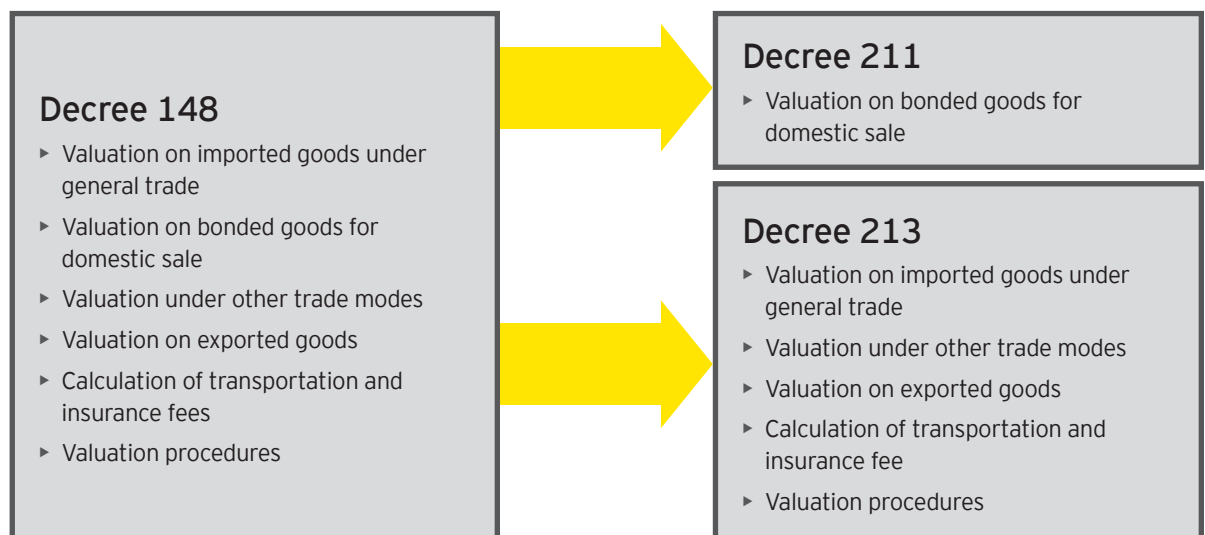 Decree 148
▸ Valuation on imported goods under
general trade
▸ Valuation on bonded goods for
domestic sale
▸ Valuation under other trade modes
▸ Valuation on exported goods
▸ Calculation of transportation and
insurance fees
▸ Valuation procedures
Decree 211
▸ Valuation on bonded goods for
domestic sale
Decree 213
▸ Valuation on imported goods under
general trade
▸ Valuation under other trade modes
▸ Valuation on exported goods
▸ Calculation of transportation and
insurance fee
▸ Valuation procedures